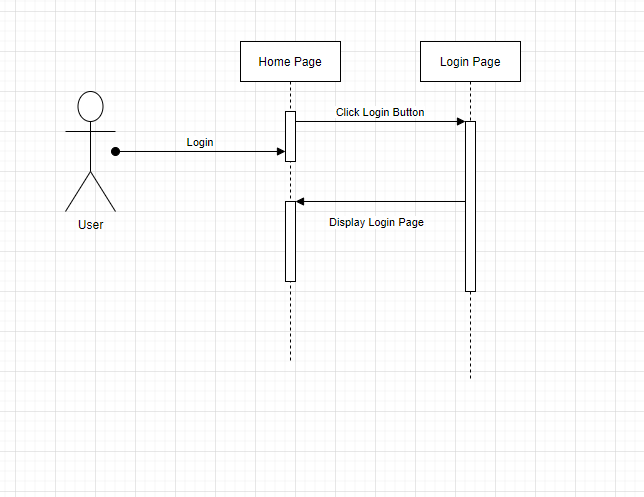 Home Page
Login Page
Click Login Button
Login
Display Login Page
User